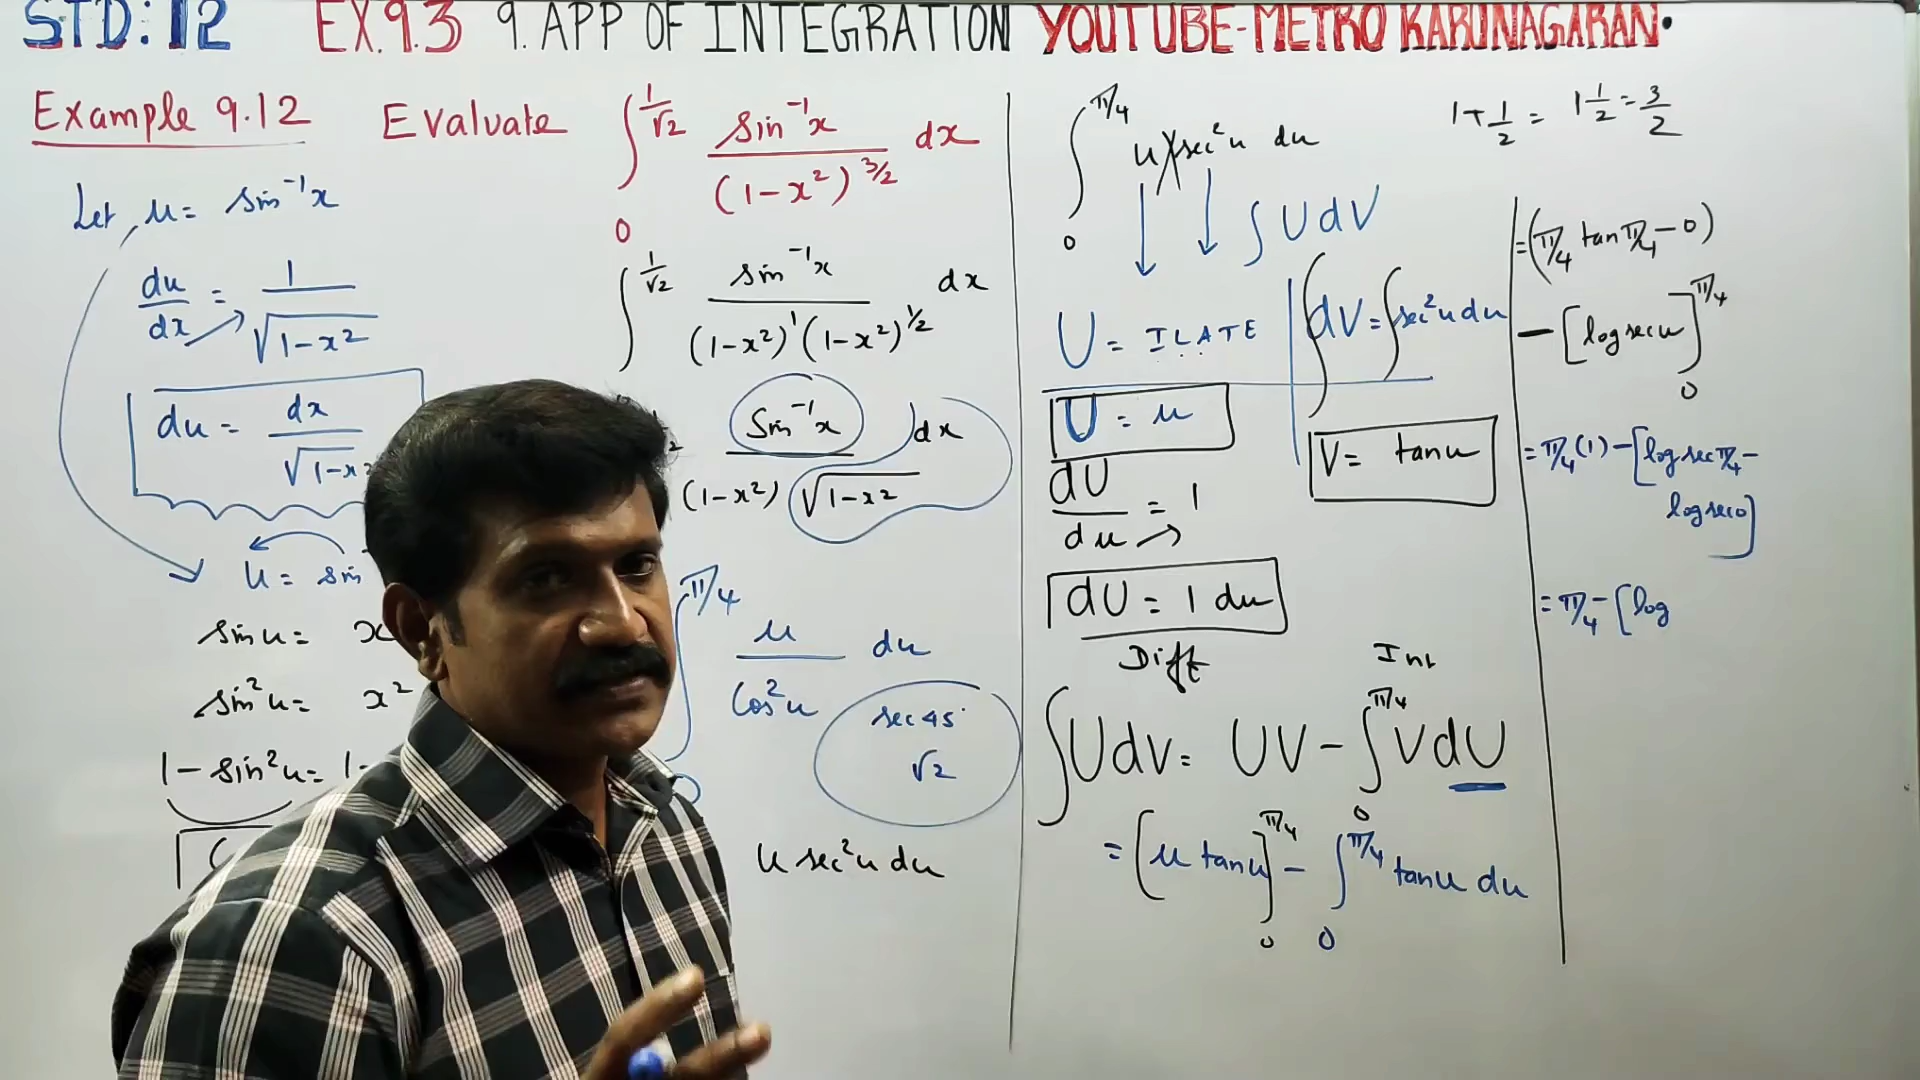 STD: 12 EX.9.3 9. APP OF INTEGRATION YOUTUBE-METRO KARUNAGARAN.
Example 9.12 Evaluate ∫₀^{1/√2} sin⁻¹x / (1-x²)^{3/2} dx
Let, u = sin⁻¹x
du/dx = 1/√(1-x²)
du = dx/√(1-x²
u = sin
sin u = x
sin²u = x²
1 - sin²u = 1-
∫^{1/√2} sin⁻¹x / (1-x²)¹ (1-x²)^{1/2} dx
Sin⁻¹x / (1-x²) √(1-x²) dx
π/4 u / Cos²u du
sec 45°
√2
u sec²u du
∫₀^{π/4} u × sec²u du
1 + 1/2 = 1 1/2 = 3/2
∫ U dV
U = ILATE
∫dV = ∫sec²u du
U = u
V = tan u
dU/du = 1
dU = 1 du
Diff Int
∫U dV = UV - ∫₀^{π/4} V dU
= [u tan u]₀^{π/4} - ∫₀^{π/4} tan u du
= (π/4 tan π/4 - 0)
- [log sec u]₀^{π/4}
= π/4 (1) - [log sec π/4 -
log sec 0]
= π/4 - [log